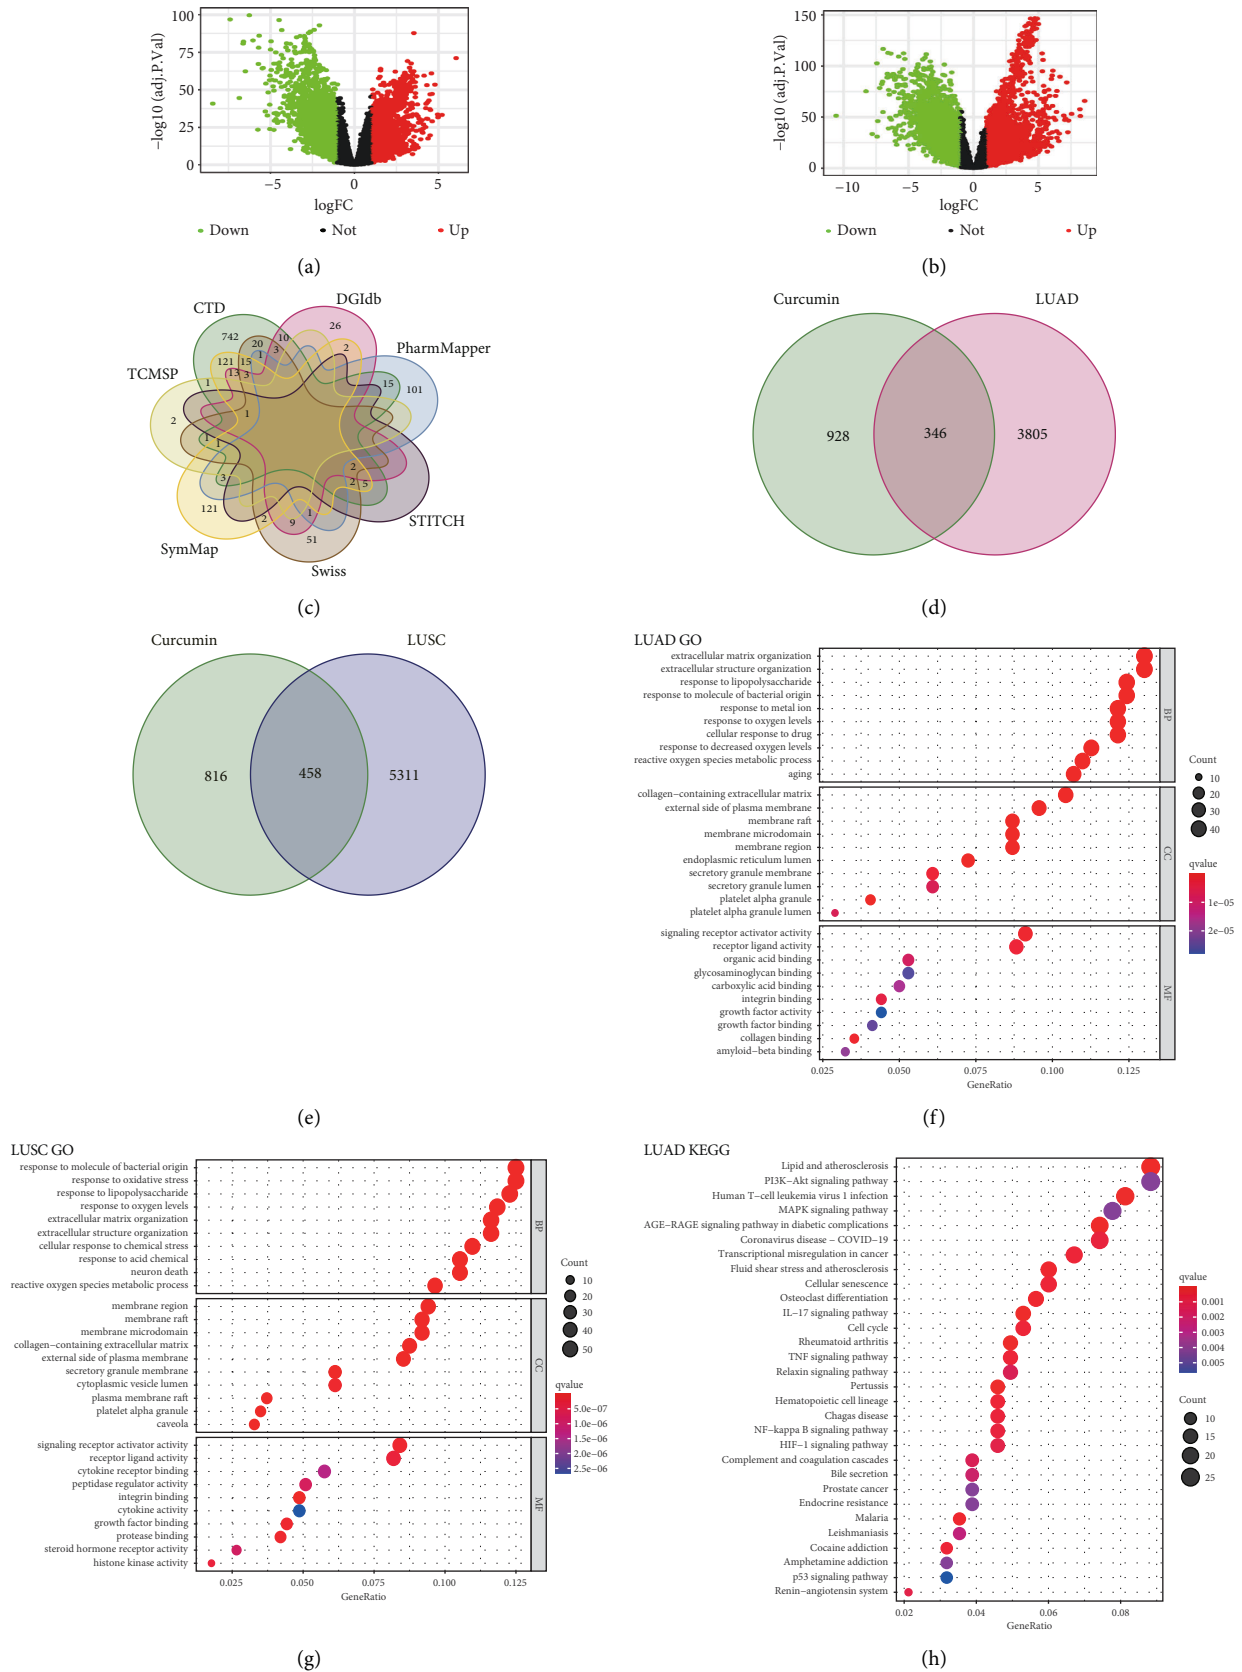 100
75
50
25
0
−log10 (adj.P.Val)
−5
0
5
logFC
Down
Not
Up
(a)
150
100
50
0
−log10 (adj.P.Val)
−10
−5
0
5
logFC
Down
Not
Up
(b)
CTD
DGIdb
PharmMapper
TCMSP
STITCH
SymMap
Swiss
742
20
10
26
1
3
2
121
15
13
3
1
15
101
2
1
1
1
3
2
2
5
121
2
9
1
51
(c)
Curcumin
LUAD
928
346
3805
(d)
Curcumin
LUSC
816
458
5311
(e)
LUAD GO
extracellular matrix organization
extracellular structure organization
response to lipopolysaccharide
response to molecule of bacterial origin
response to metal ion
response to oxygen levels
cellular response to drug
response to decreased oxygen levels
reactive oxygen species metabolic process
aging
BP
collagen−containing extracellular matrix
external side of plasma membrane
membrane raft
membrane microdomain
membrane region
endoplasmic reticulum lumen
secretory granule membrane
secretory granule lumen
platelet alpha granule
platelet alpha granule lumen
CC
signaling receptor activator activity
receptor ligand activity
organic acid binding
glycosaminoglycan binding
carboxylic acid binding
integrin binding
growth factor activity
growth factor binding
collagen binding
amyloid−beta binding
MF
0.025
0.050
0.075
0.100
0.125
GeneRatio
Count
10
20
30
40
qvalue
1e−05
2e−05
(f)
LUSC GO
response to molecule of bacterial origin
response to oxidative stress
response to lipopolysaccharide
response to oxygen levels
extracellular matrix organization
extracellular structure organization
cellular response to chemical stress
response to acid chemical
neuron death
reactive oxygen species metabolic process
BP
membrane region
membrane raft
membrane microdomain
collagen−containing extracellular matrix
external side of plasma membrane
secretory granule membrane
cytoplasmic vesicle lumen
plasma membrane raft
platelet alpha granule
caveola
CC
signaling receptor activator activity
receptor ligand activity
cytokine receptor binding
peptidase regulator activity
integrin binding
cytokine activity
growth factor binding
protease binding
steroid hormone receptor activity
histone kinase activity
MF
0.025
0.050
0.075
0.100
0.125
GeneRatio
Count
10
20
30
40
50
qvalue
5.0e−07
1.0e−06
1.5e−06
2.0e−06
2.5e−06
(g)
LUAD KEGG
Lipid and atherosclerosis
PI3K−Akt signaling pathway
Human T−cell leukemia virus 1 infection
MAPK signaling pathway
AGE−RAGE signaling pathway in diabetic complications
Coronavirus disease − COVID−19
Transcriptional misregulation in cancer
Fluid shear stress and atherosclerosis
Cellular senescence
Osteoclast differentiation
IL−17 signaling pathway
Cell cycle
Rheumatoid arthritis
TNF signaling pathway
Relaxin signaling pathway
Pertussis
Hematopoietic cell lineage
Chagas disease
NF−kappa B signaling pathway
HIF−1 signaling pathway
Complement and coagulation cascades
Bile secretion
Prostate cancer
Endocrine resistance
Malaria
Leishmaniasis
Cocaine addiction
Amphetamine addiction
p53 signaling pathway
Renin−angiotensin system
0.02
0.04
0.06
0.08
GeneRatio
qvalue
0.001
0.002
0.003
0.004
0.005
Count
10
15
20
25
(h)